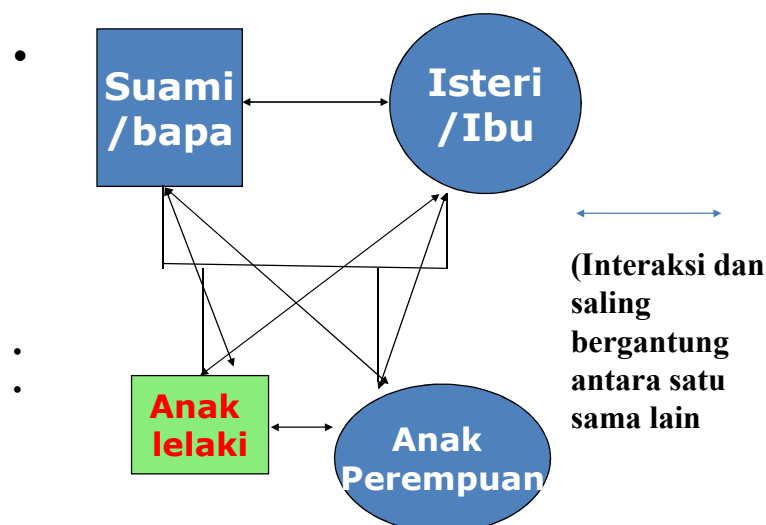 Suami
/bapa
Isteri
/Ibu
(Interaksi dan
saling
bergantung
antara satu
sama lain
Anak
lelaki
Anak
Perempuan